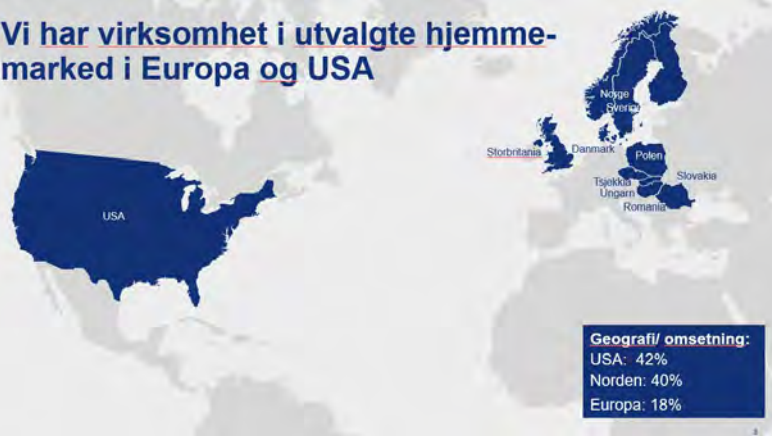 Vi har virksomhet i utvalgte hjemme-
marked i Europa og USA
Norge
Sverige
Storbritania
Danmark
Polen
Tsjekkia
Slovakia
Ungarn
Romania
USA
Geografi/ omsetning:
USA: 42%
Norden: 40%
Europa: 18%